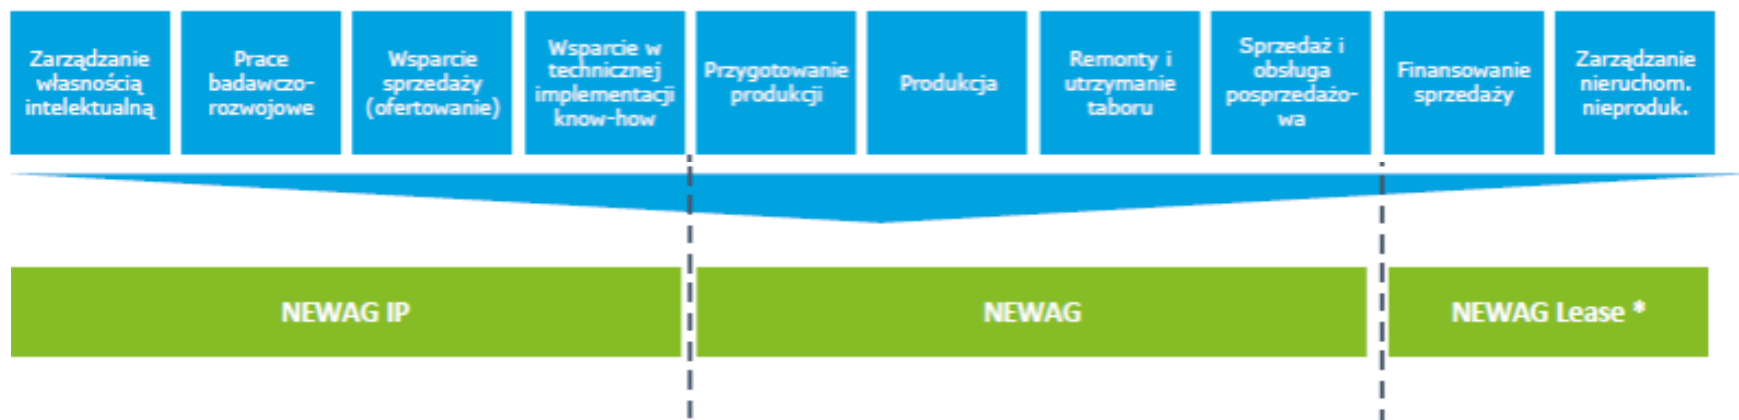 Zarządzanie
własnością
intelektualną
Prace
badawczo-
rozwojowe
Wsparcie
sprzedaży
(ofertowanie)
Wsparcie w
technicznej
implementacji
know-how
Przygotowanie
produkcji
Produkcja
Remonty i
utrzymanie
taboru
Sprzedaż i
obsługa
posprzedażo-
wa
Finansowanie
sprzedaży
Zarządzanie
nieruchom.
nieproduk.
NEWAG IP
NEWAG
NEWAG Lease *